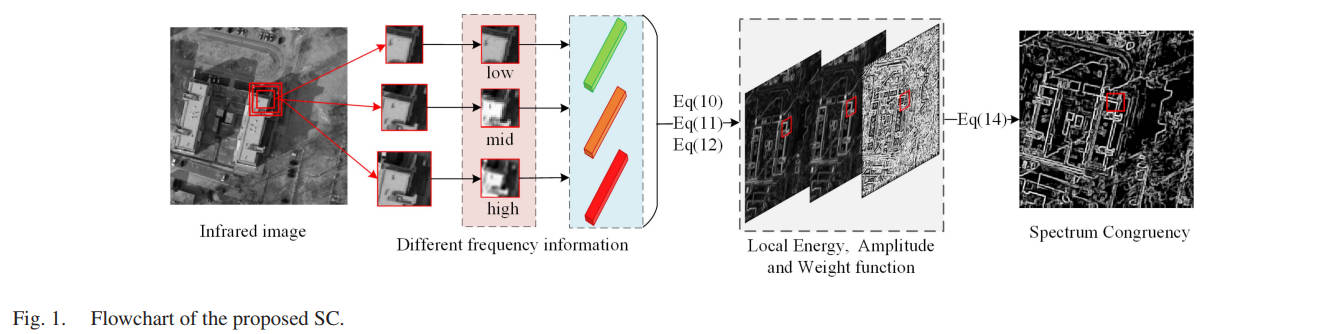 low
mid
high
Infrared image
Different frequency information
Eq(10)
Eq(11)
Eq(12)
Local Energy, Amplitude
and Weight function
Eq(14)
Spectrum Congruency
Fig. 1. Flowchart of the proposed SC.